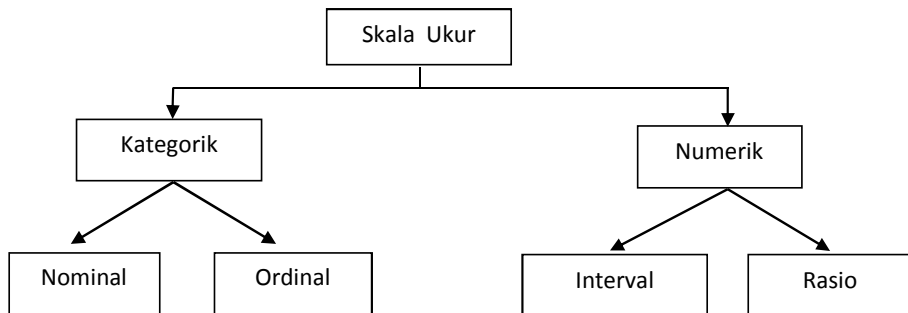 Skala Ukur
Kategorik
Numerik
Nominal
Ordinal
Interval
Rasio